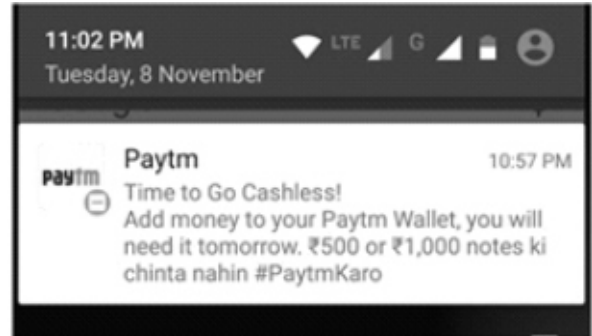 11:02 PM
LTE
G
Tuesday, 8 November
paytm
Paytm
10:57 PM
Time to Go Cashless!
Add money to your Paytm Wallet, you will
need it tomorrow. ₹500 or ₹1,000 notes ki
chinta nahin #PaytmKaro